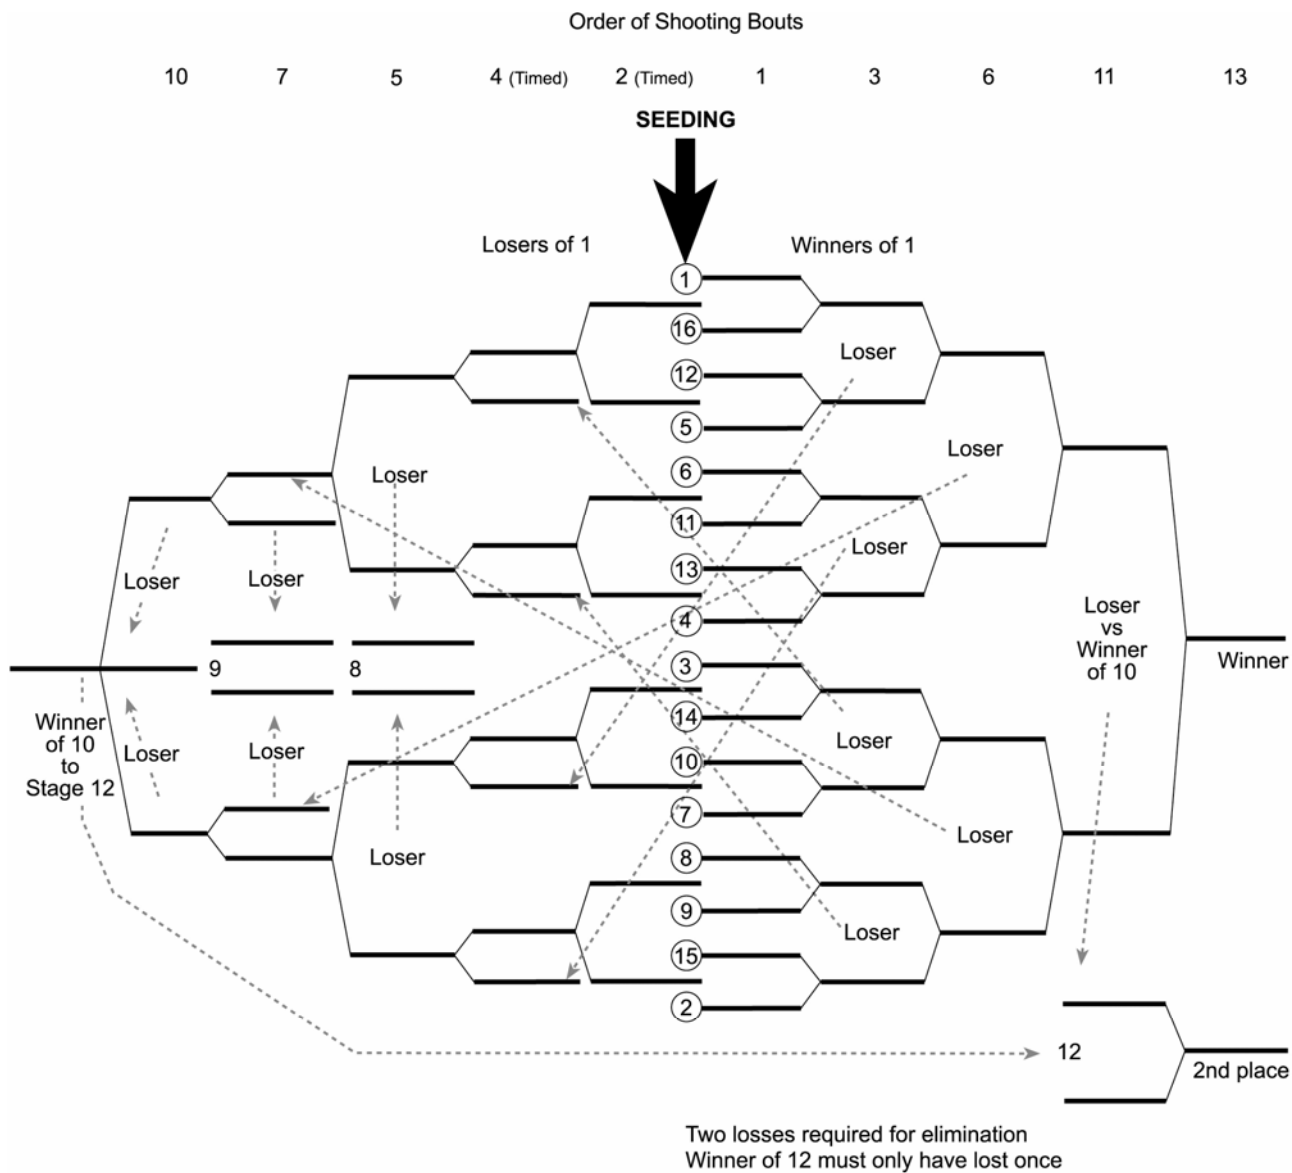 Order of Shooting Bouts
10 7 5 4 (Timed) 2 (Timed) 1 3 6 11 13
SEEDING
Losers of 1
Winners of 1
1
16
Loser
12
5
Loser
Loser
6
11
Loser
13
Loser
Loser
4
Loser
vs
Winner
of 10
3
9
8
Winner
Winner
of 10
to
Stage 12
14
Loser
Loser
Loser
10
7
Loser
Loser
8
9
Loser
15
2
12
2nd place
Two losses required for elimination
Winner of 12 must only have lost once